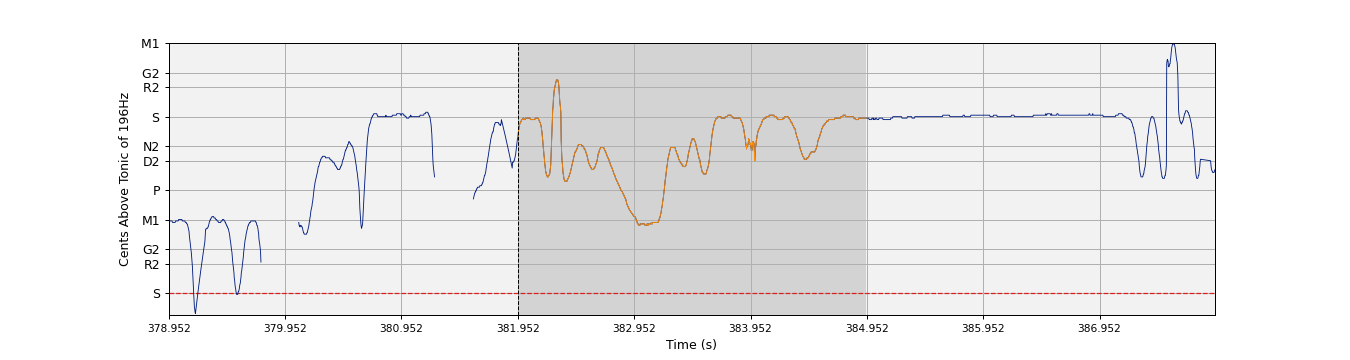 M1
G2
R2
S
N2
D2
P
M1
G2
R2
S
Cents Above Tonic of 196Hz
378.952 379.952 380.952 381.952 382.952 383.952 384.952 385.952 386.952
Time (s)